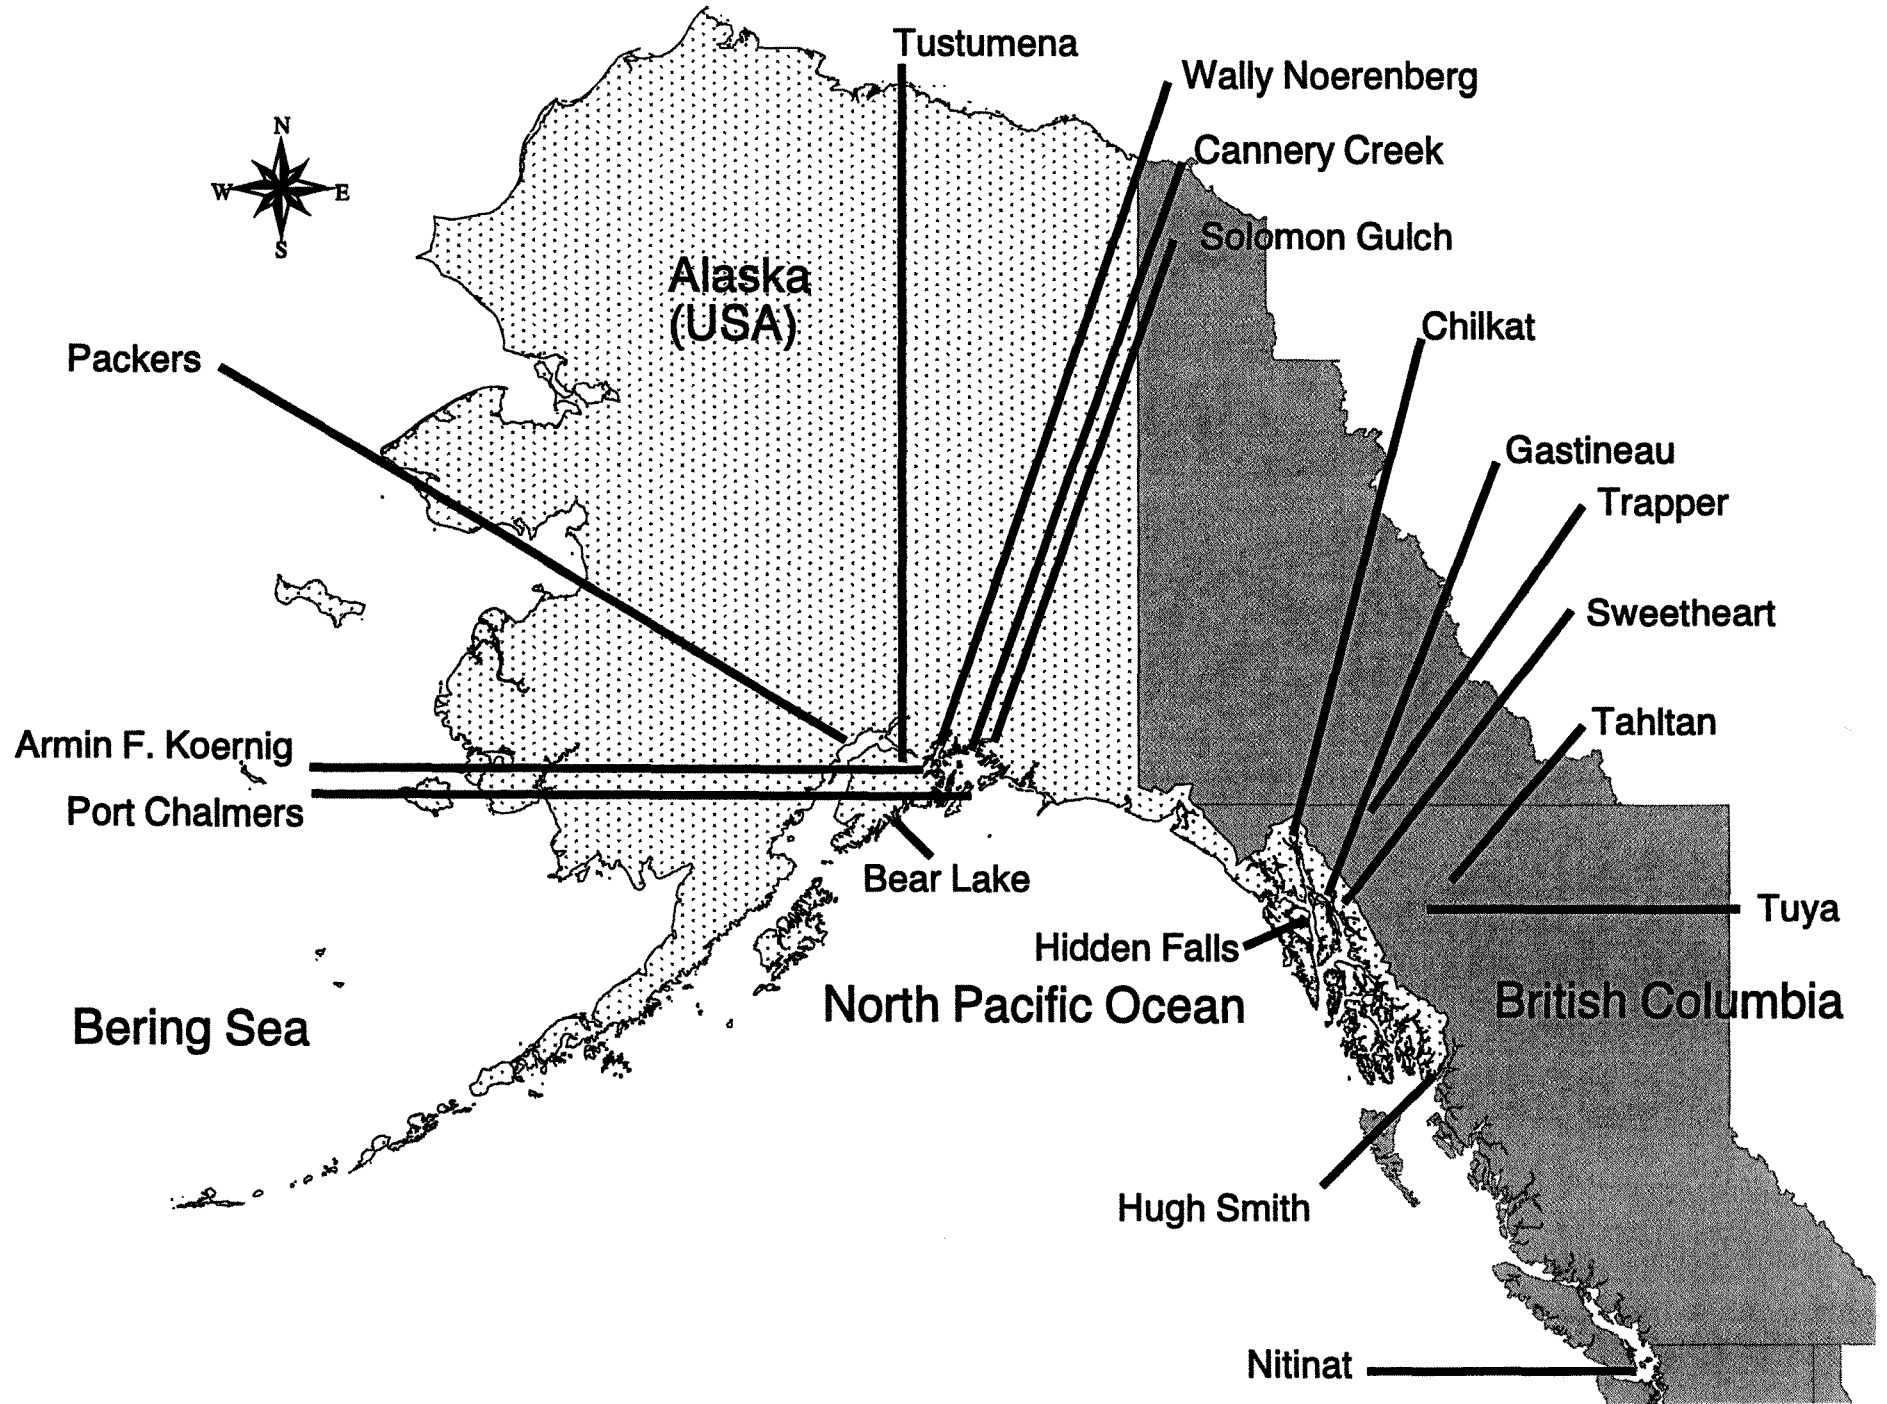 Tustumena
Wally Noerenberg
N
Cannery Creek
W E
Solomon Gulch
S
Alaska
(USA)
Chilkat
Packers
Gastineau
Trapper
Sweetheart
Tahltan
Armin F. Koernig
Port Chalmers
Bear Lake
Tuya
Hidden Falls
North Pacific Ocean
British Columbia
Bering Sea
Hugh Smith
Nitinat